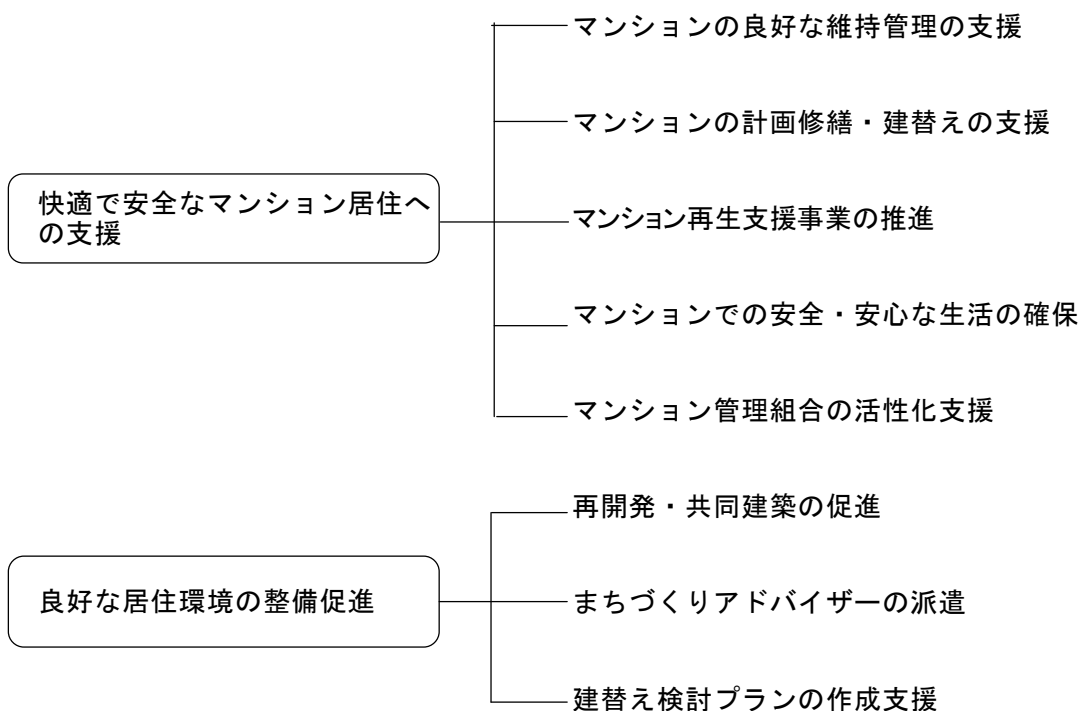 快適で安全なマンション居住へ
の支援
マンションの良好な維持管理の支援
マンションの計画修繕・建替えの支援
マンション再生支援事業の推進
マンションでの安全・安心な生活の確保
マンション管理組合の活性化支援
良好な居住環境の整備促進
再開発・共同建築の促進
まちづくりアドバイザーの派遣
建替え検討プランの作成支援